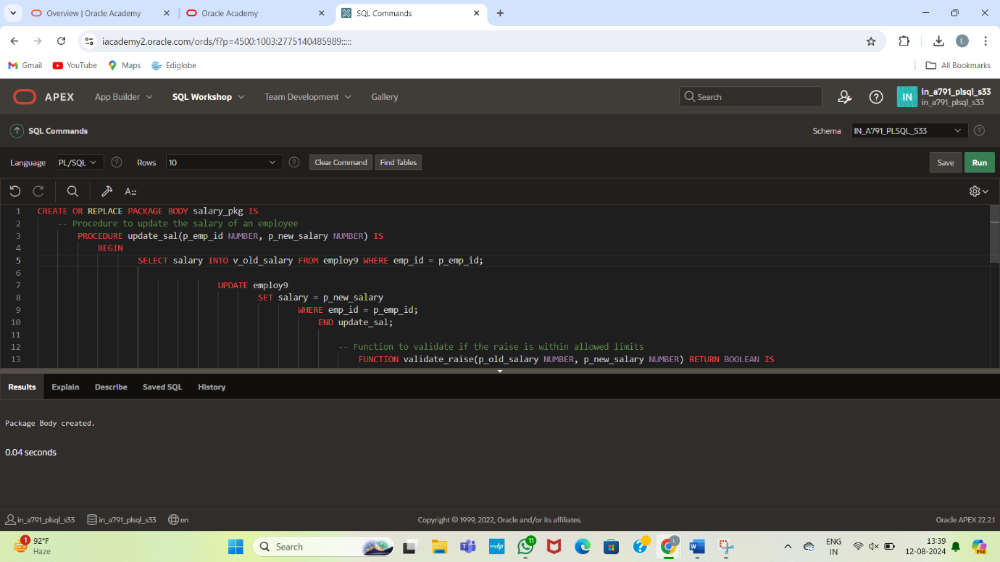 Overview | Oracle Academy
Oracle Academy
SQL Commands
iacademy2.oracle.com/ords/f?p=4500:1003:2775140485989:::::
L
Gmail
YouTube
Maps
Ediglobe
All Bookmarks
APEX
App Builder
SQL Workshop
Team Development
Gallery
Search
IN
in_a791_plsql_s33
in_a791_plsql_s33
SQL Commands
Schema
IN_A791_PLSQL_S33
Language
PL/SQL
Rows
10
Clear Command
Find Tables
Save
Run
1 CREATE OR REPLACE PACKAGE BODY salary_pkg IS
2 -- Procedure to update the salary of an employee
3 PROCEDURE update_sal(p_emp_id NUMBER, p_new_salary NUMBER) IS
4 BEGIN
5 SELECT salary INTO v_old_salary FROM employ9 WHERE emp_id = p_emp_id;
6
7 UPDATE employ9
8 SET salary = p_new_salary
9 WHERE emp_id = p_emp_id;
10 END update_sal;
11
12 -- Function to validate if the raise is within allowed limits
13 FUNCTION validate_raise(p_old_salary NUMBER, p_new_salary NUMBER) RETURN BOOLEAN IS
Results
Explain
Describe
Saved SQL
History
Package Body created.
0.04 seconds
in_a791_plsql_s33
in_a791_plsql_s33
en
Copyright © 1999, 2022, Oracle and/or its affiliates.
Oracle APEX 22.2.1
1
92°F
Haze
Search
myhp
11
L
W
ENG
IN
13:39
12-08-2024
PRE